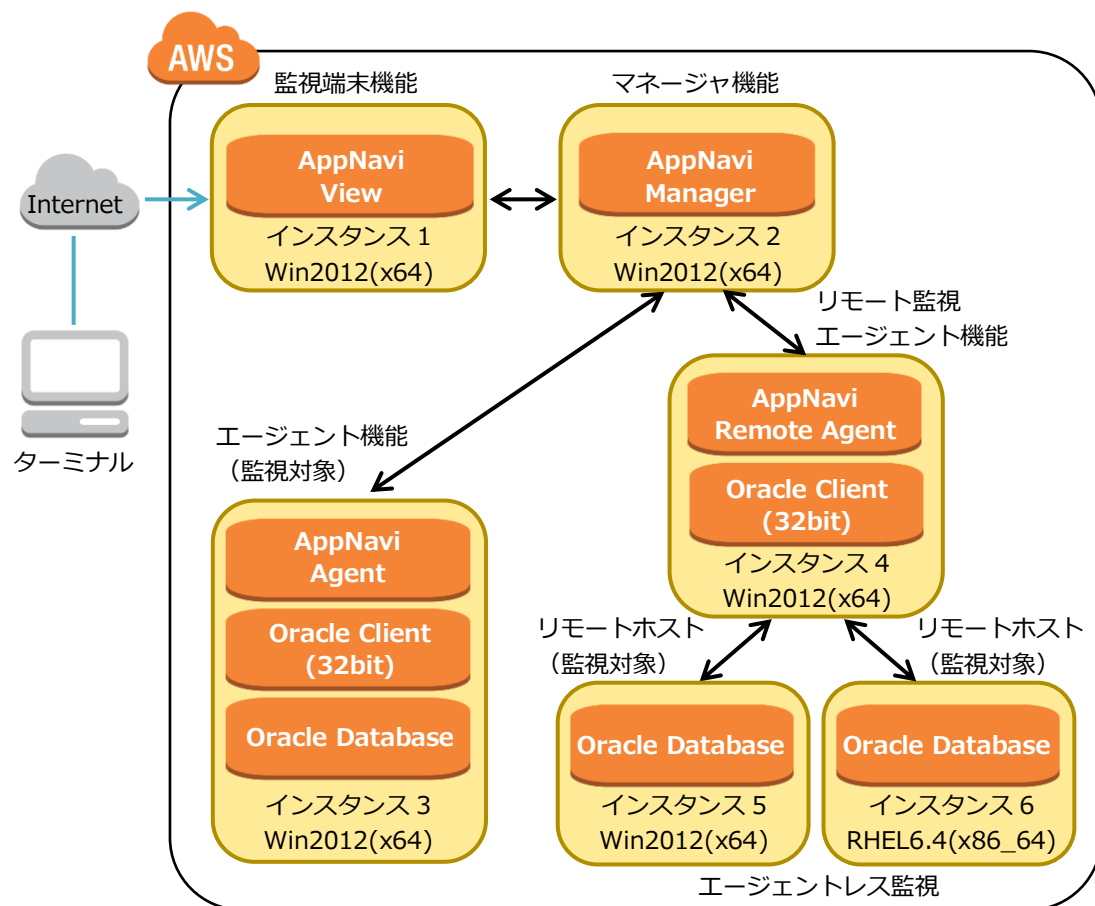 AWS
監視端末機能
マネージャ機能
AppNavi
View
インスタンス1
Win2012(x64)
AppNavi
Manager
インスタンス2
Win2012(x64)
Internet
ターミナル
リモート監視
エージェント機能
AppNavi
Remote Agent
Oracle Client
(32bit)
インスタンス4
Win2012(x64)
エージェント機能
（監視対象）
AppNavi
Agent
Oracle Client
(32bit)
Oracle Database
インスタンス3
Win2012(x64)
リモートホスト
（監視対象）
Oracle Database
インスタンス5
Win2012(x64)
リモートホスト
（監視対象）
Oracle Database
インスタンス6
RHEL6.4(x86_64)
エージェントレス監視